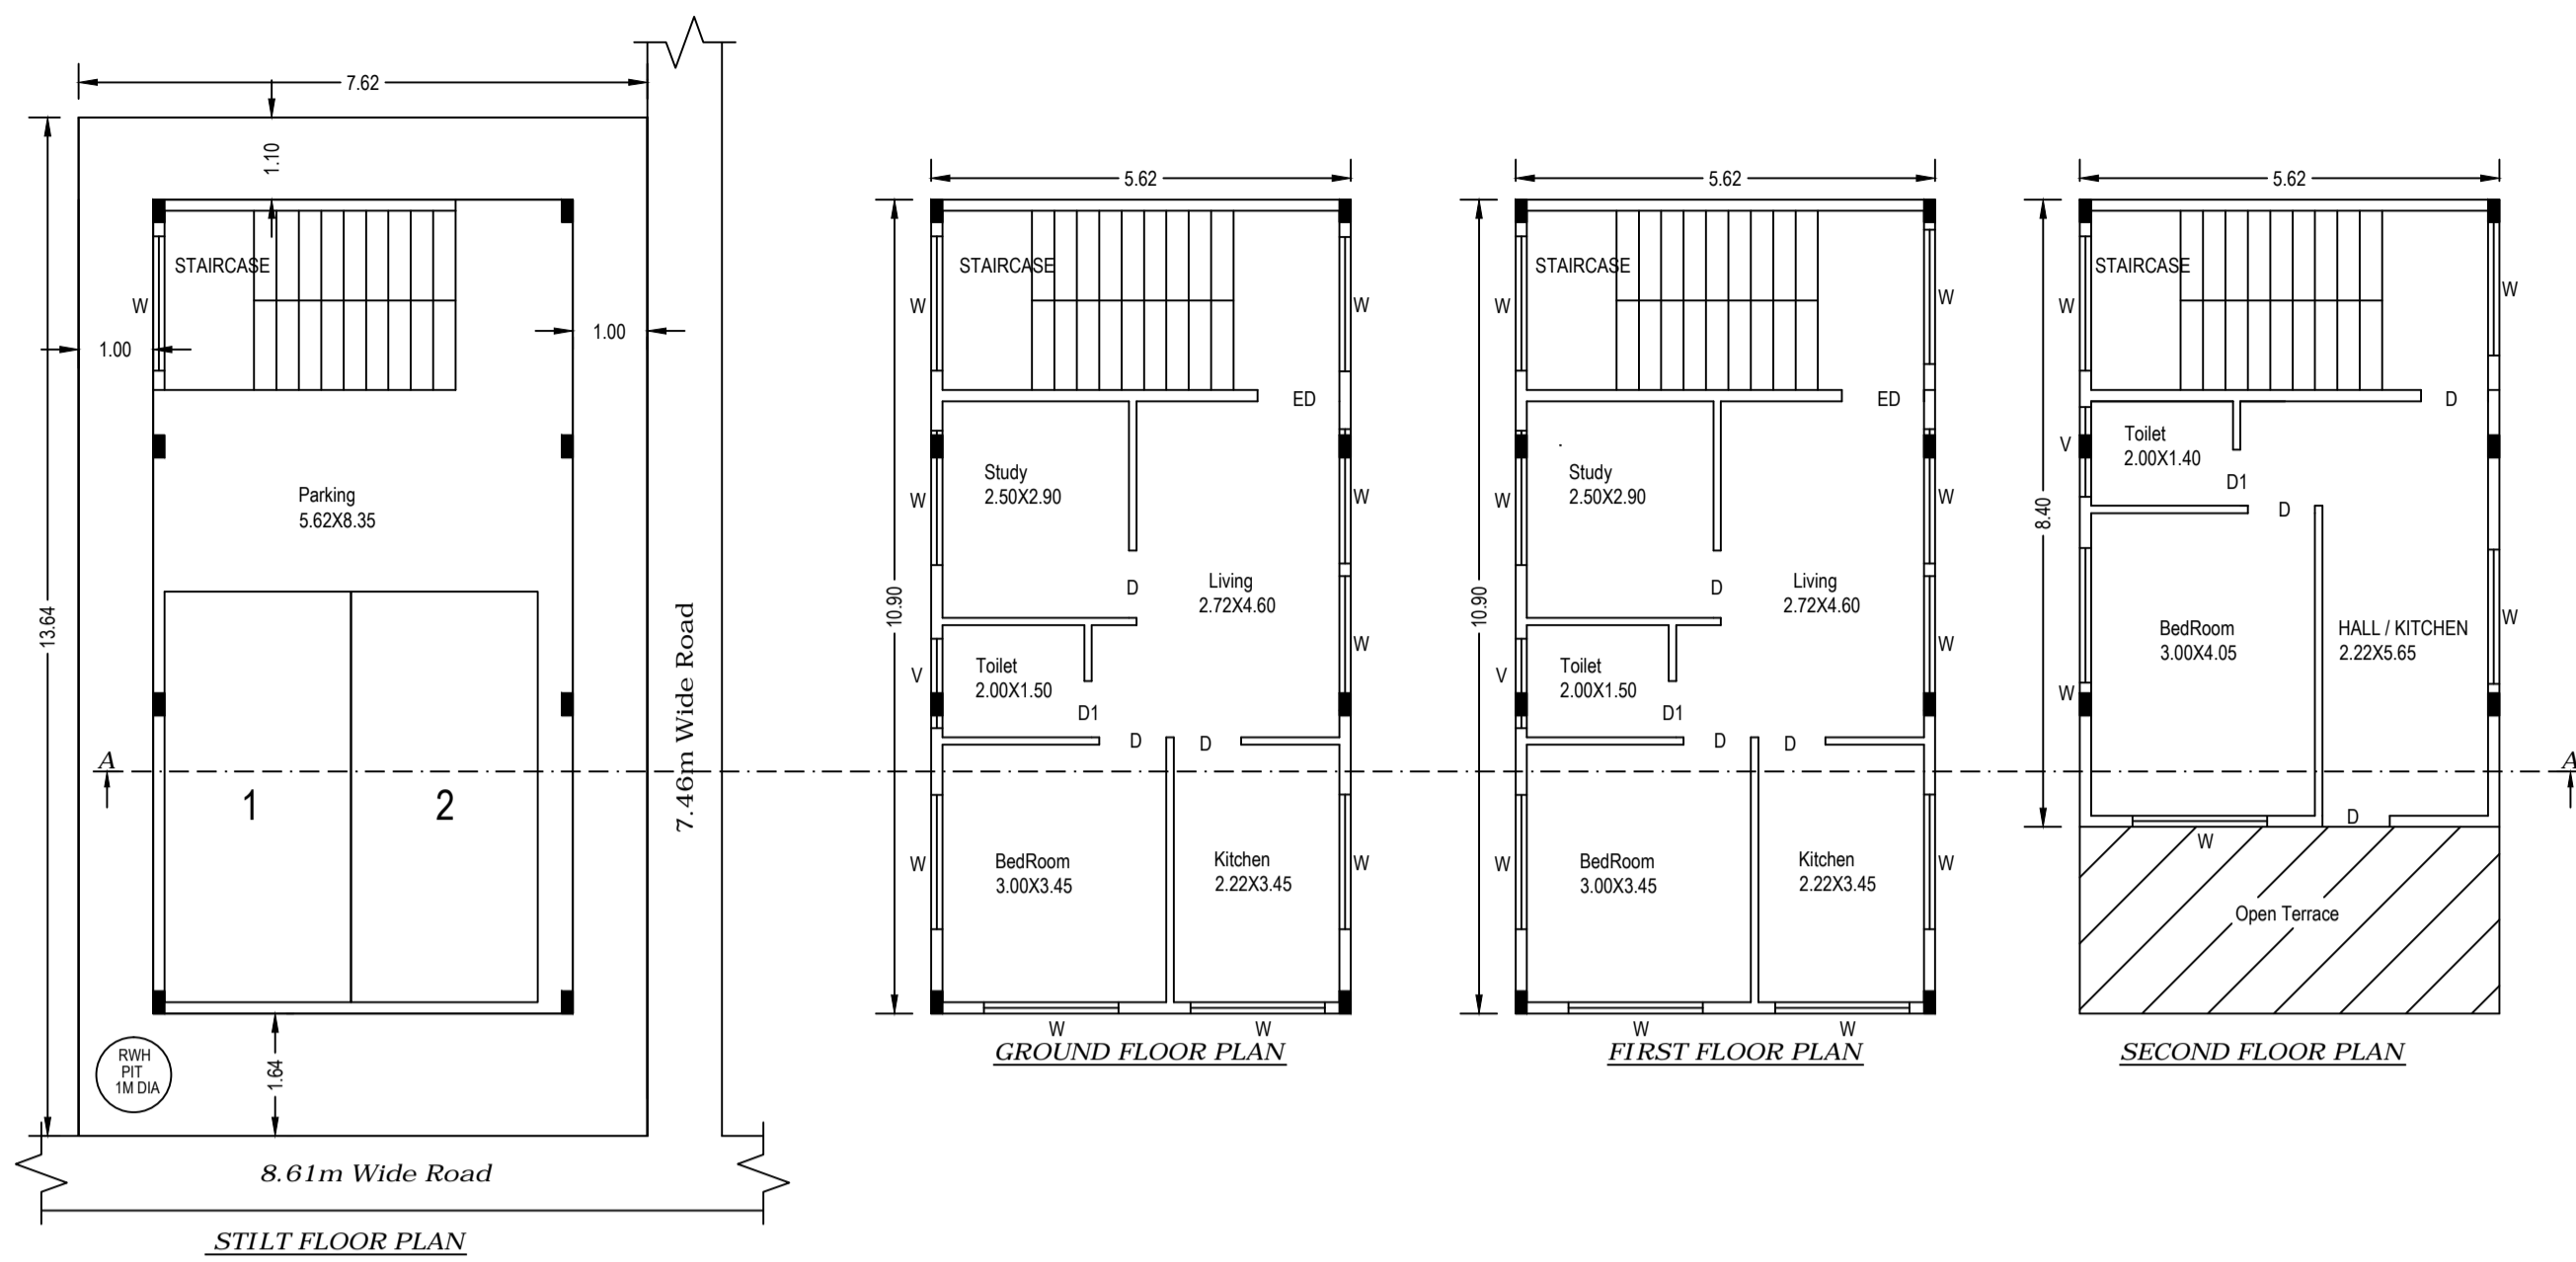 7.62
1.10
13.64
STAIRCASE
W
1.00
1.00
Parking
5.62X8.35
7.46m Wide Road
A
1
2
RWH
PIT
1M DIA
1.64
8.61m Wide Road
STILT FLOOR PLAN
5.62
10.90
STAIRCASE
W
W
ED
Study
2.50X2.90
W
W
D
Living
2.72X4.60
W
Toilet
2.00X1.50
V
D1
D
D
BedRoom
3.00X3.45
Kitchen
2.22X3.45
W
W
W
W
GROUND FLOOR PLAN
5.62
10.90
STAIRCASE
W
W
ED
Study
2.50X2.90
W
W
D
Living
2.72X4.60
W
Toilet
2.00X1.50
V
D1
D
D
BedRoom
3.00X3.45
Kitchen
2.22X3.45
W
W
W
W
FIRST FLOOR PLAN
5.62
8.40
STAIRCASE
W
W
D
Toilet
2.00X1.40
V
D1
D
BedRoom
3.00X4.05
HALL / KITCHEN
2.22X5.65
W
W
A
D
W
Open Terrace
SECOND FLOOR PLAN